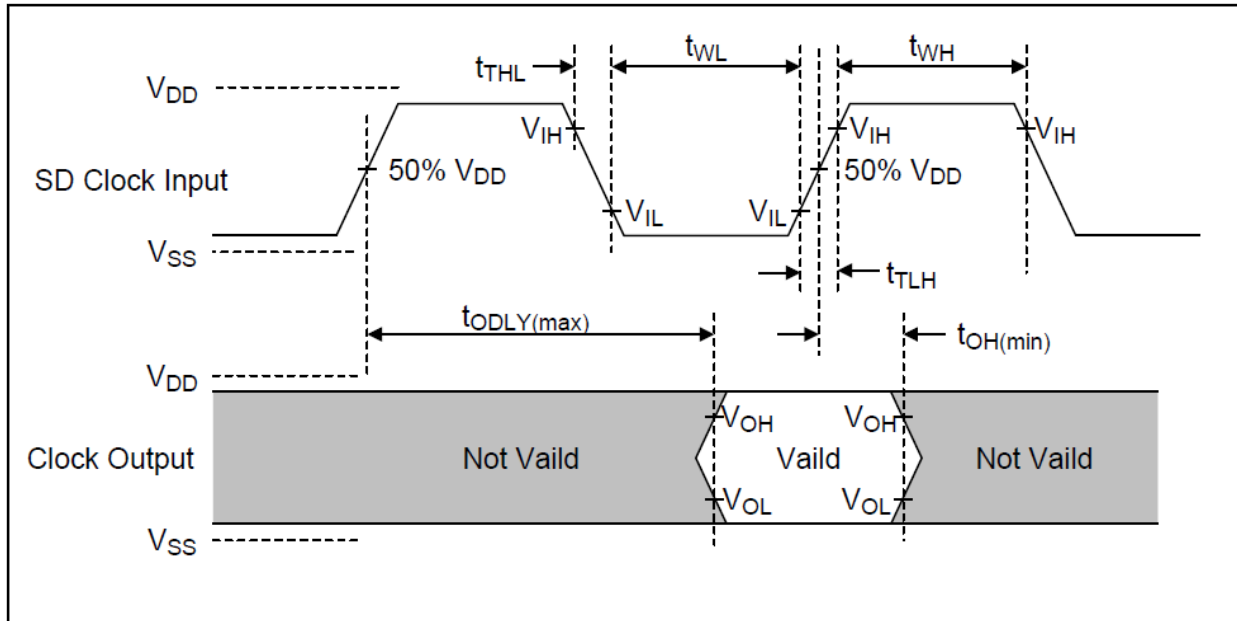 tWL
tWH
tTHL
VDD
VIH
VIH
VIH
SD Clock Input
50% VDD
50% VDD
VIL
VIL
VSS
tTLH
tODLY(max)
tOH(min)
VDD
VOH
VOH
Clock Output
Not Vaild
Vaild
Not Vaild
VOL
VOL
VSS